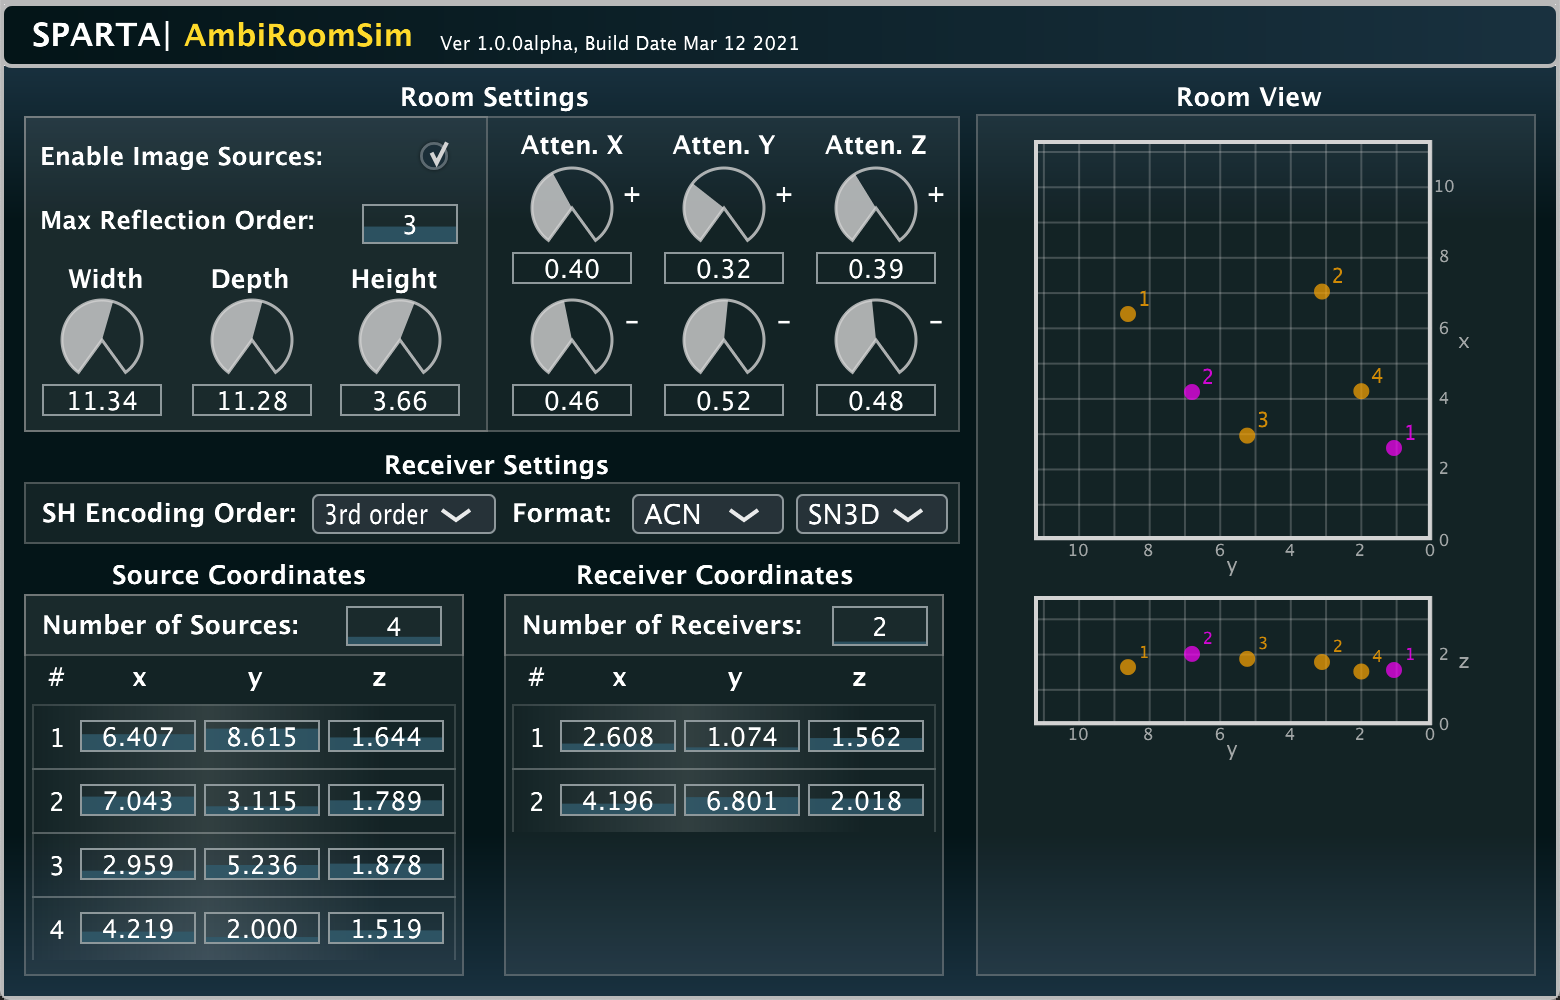 SPARTA| AmbiRoomSim Ver 1.0.0alpha, Build Date Mar 12 2021
Room Settings
Enable Image Sources:
Max Reflection Order: 3
Width Depth Height
11.34 11.28 3.66
Atten. X Atten. Y Atten. Z
+ + +
0.40 0.32 0.39
– – –
0.46 0.52 0.48
Receiver Settings
SH Encoding Order: 3rd order Format: ACN SN3D
Source Coordinates
Number of Sources: 4
# x y z
1 6.407 8.615 1.644
2 7.043 3.115 1.789
3 2.959 5.236 1.878
4 4.219 2.000 1.519
Receiver Coordinates
Number of Receivers: 2
# x y z
1 2.608 1.074 1.562
2 4.196 6.801 2.018
Room View
10
2
8
1
6
x
2 4
4
3
1
2
0
10 8 6 4 2 0
y
2 3 2
1 4 1 2 z
0
10 8 6 4 2 0
y